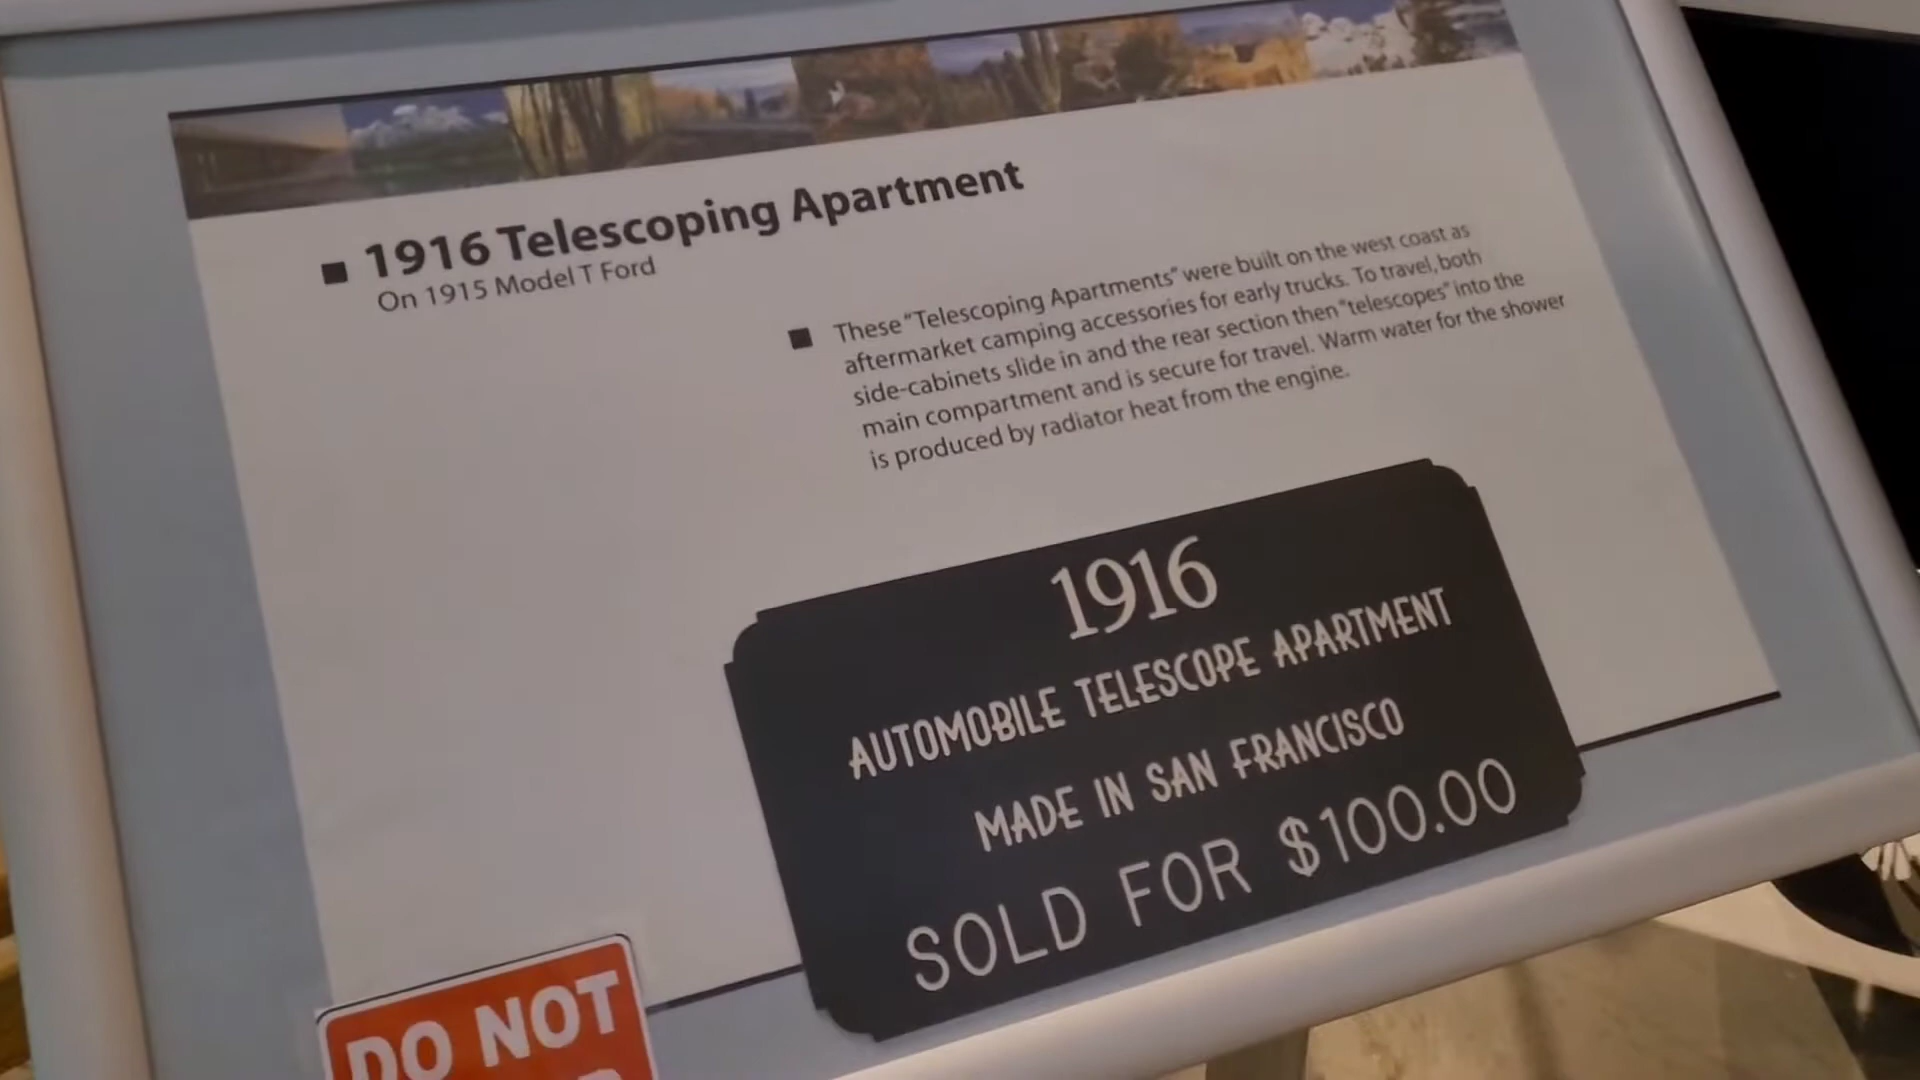 1916 Telescoping Apartment
On 1915 Model T Ford
These "Telescoping Apartments" were built on the west coast as
aftermarket camping accessories for early trucks. To travel, both
side-cabinets slide in and the rear section then "telescopes" into the
main compartment and is secure for travel. Warm water for the shower
is produced by radiator heat from the engine.
1916
AUTOMOBILE TELESCOPE APARTMENT
MADE IN SAN FRANCISCO
SOLD FOR $100.00
DO NOT